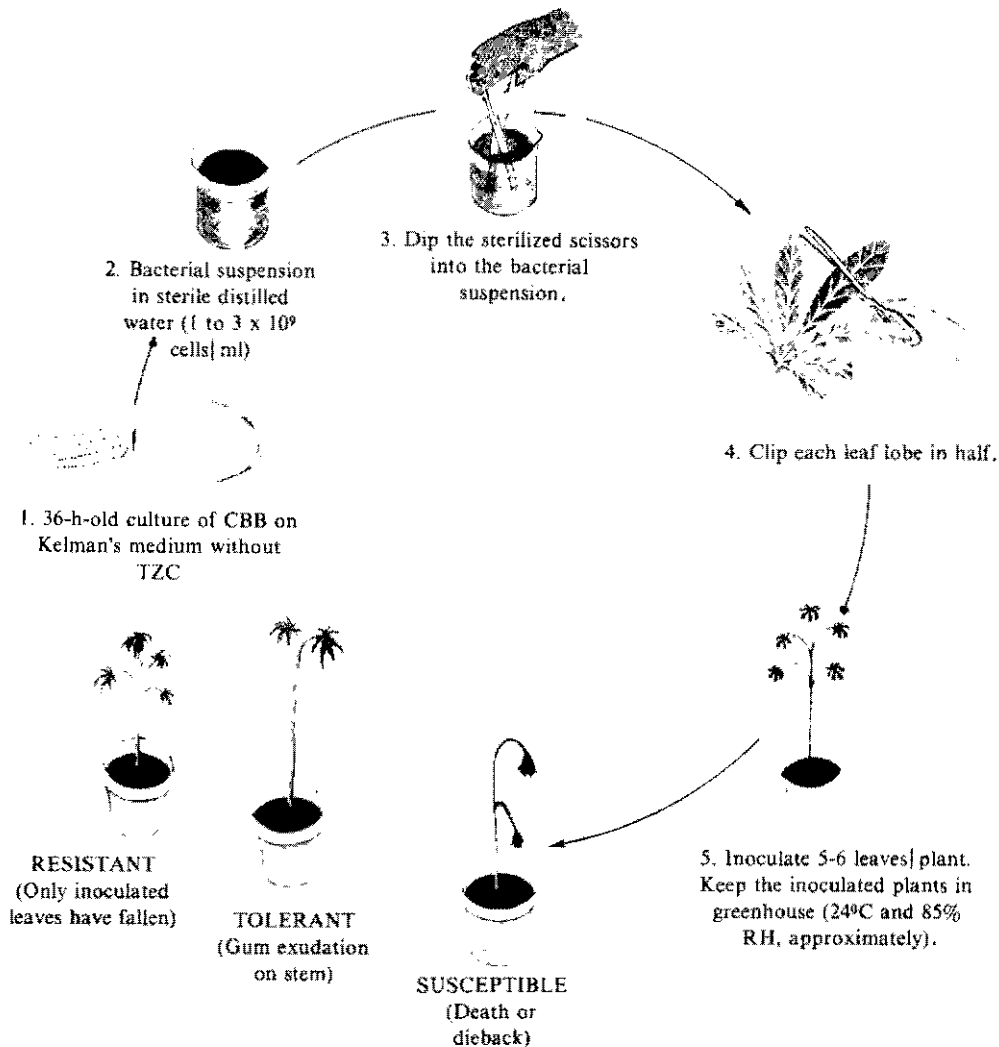 1. 36-h-old culture of CBB on
Kelman's medium without
TZC
2. Bacterial suspension
in sterile distilled
water (1 to 3 x 10⁹
cells| ml)
3. Dip the sterilized scissors
into the bacterial
suspension.
4. Clip each leaf lobe in half.
5. Inoculate 5-6 leaves| plant.
Keep the inoculated plants in
greenhouse (24ºC and 85%
RH, approximately).
RESISTANT
(Only inoculated
leaves have fallen)
TOLERANT
(Gum exudation
on stem)
SUSCEPTIBLE
(Death or
dieback)